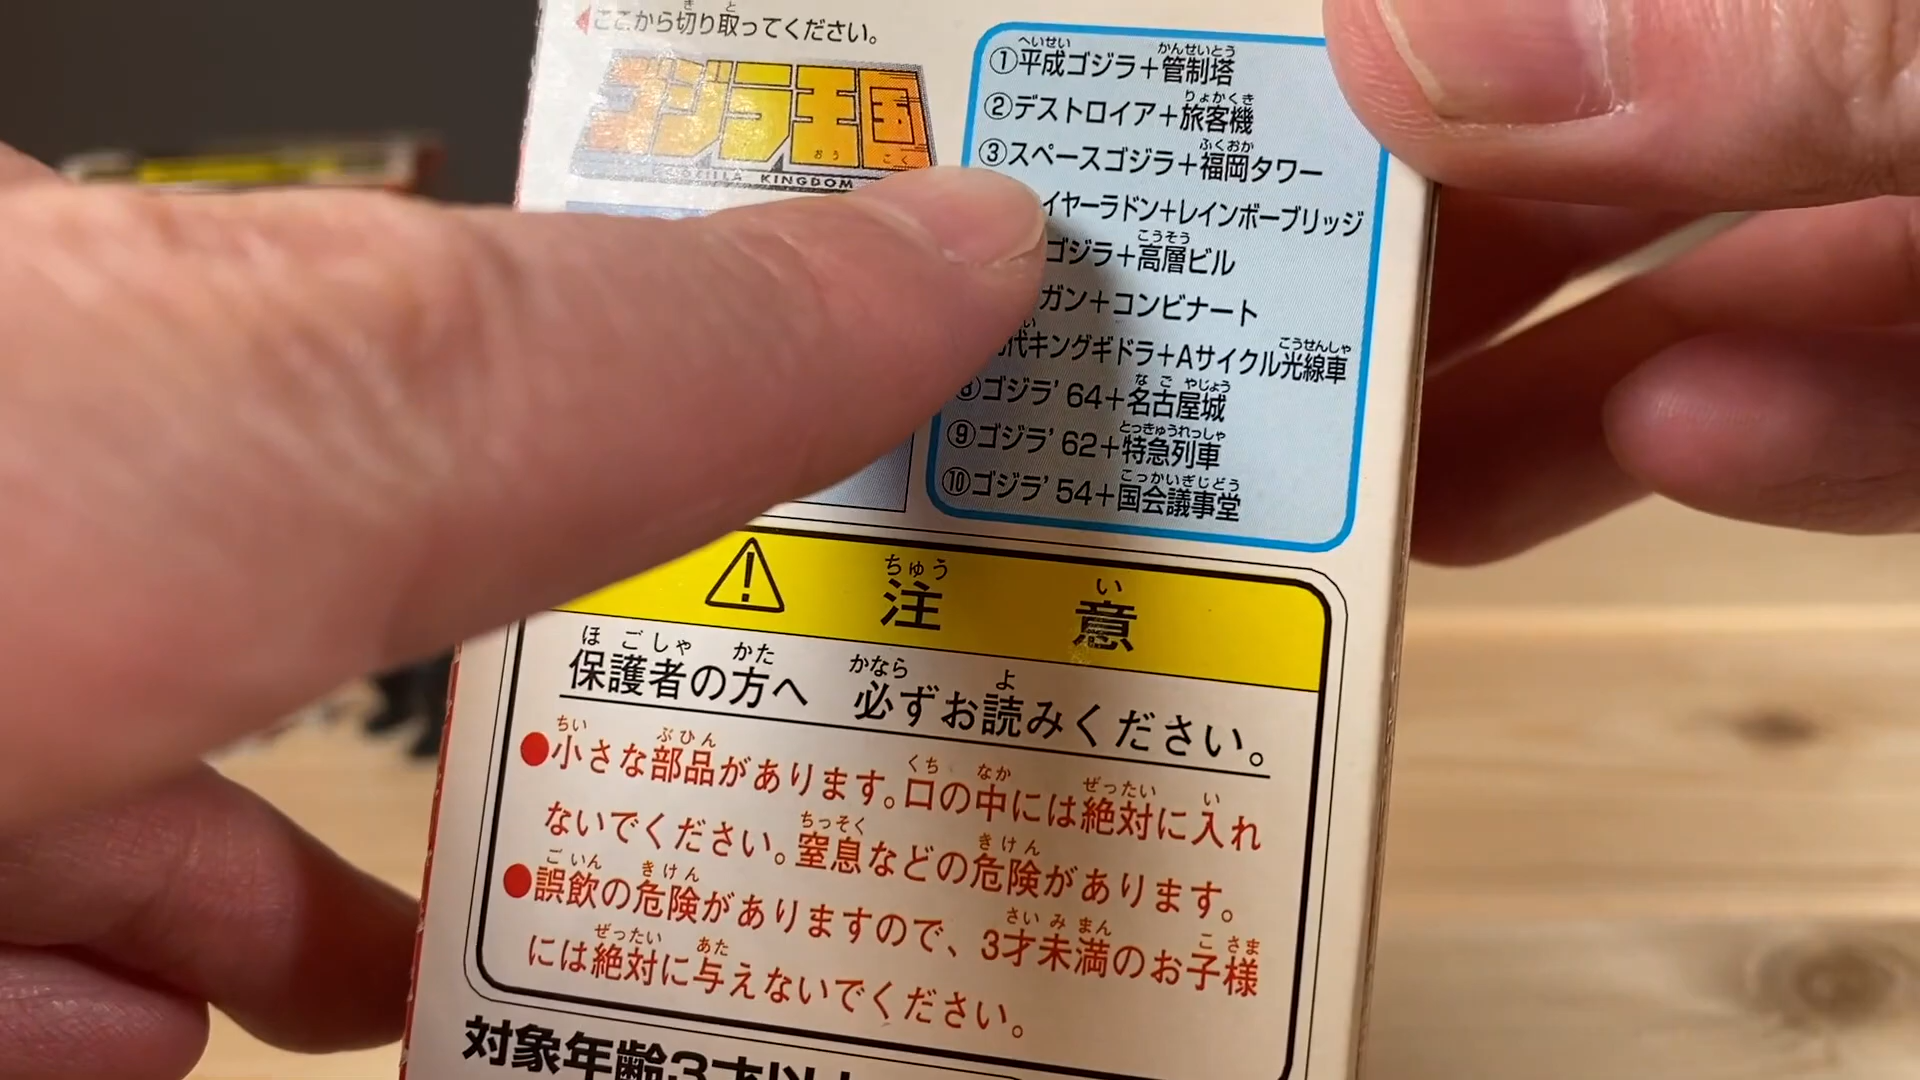 ここから切り取ってください。
ゴジラ王国
KINGDOM
①平成ゴジラ+管制塔
②デストロイア+旅客機
③スペースゴジラ+福岡タワー
イヤーラドン+レインボーブリッジ
ゴジラ+高層ビル
ガン+コンビナート
代キングギドラ+Aサイクル光線車
⑧ゴジラ'64+名古屋城
⑨ゴジラ'62+特急列車
⑩ゴジラ'54+国会議事堂
注意
保護者の方へ 必ずお読みください。
●小さな部品があります。口の中には絶対に入れ
ないでください。窒息などの危険があります。
●誤飲の危険がありますので、3才未満のお子様
には絶対に与えないでください。
対象年齢3才以